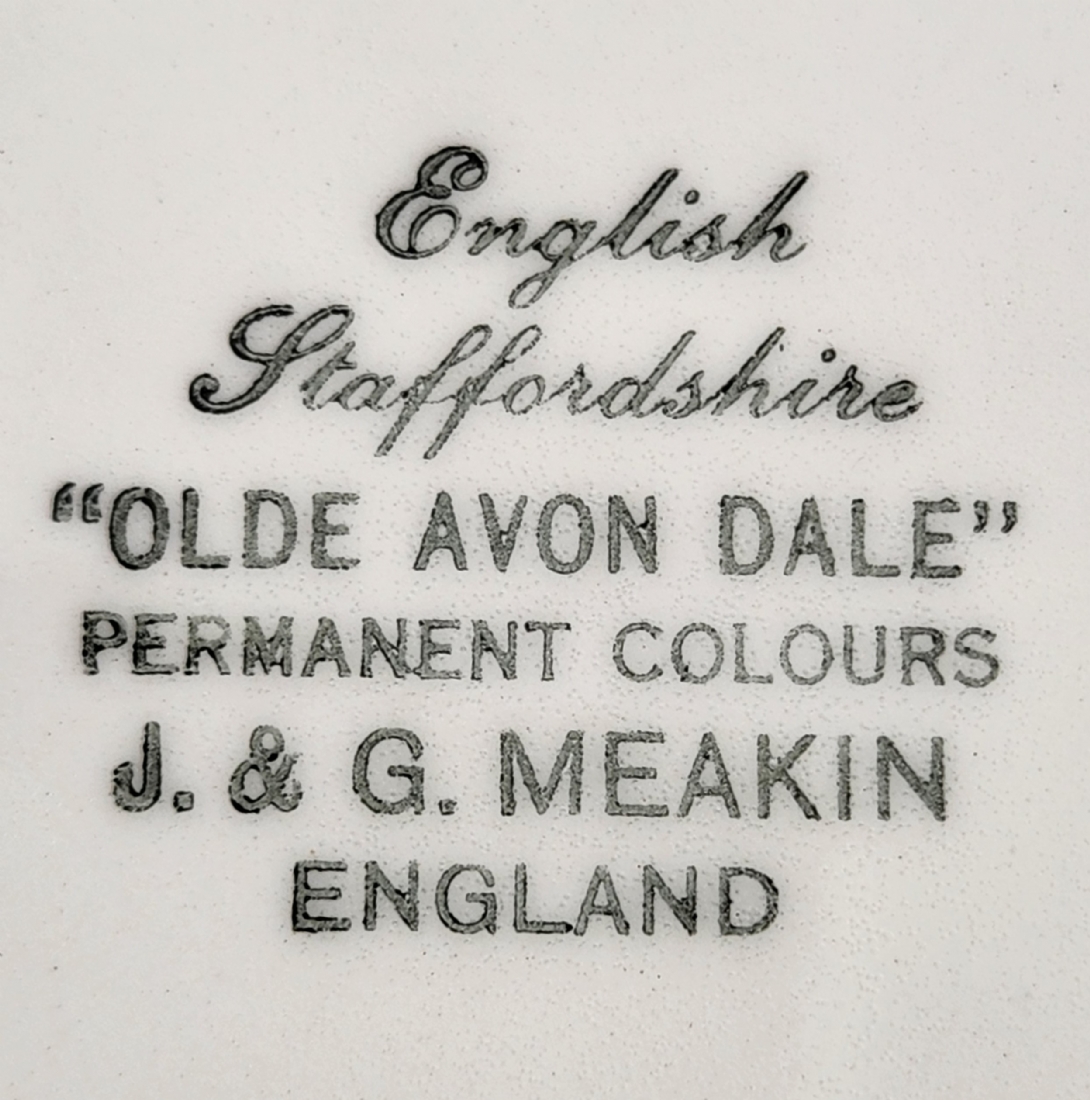 English
Staffordshire
“OLDE AVON DALE”
PERMANENT COLOURS
J. & G. MEAKIN
ENGLAND